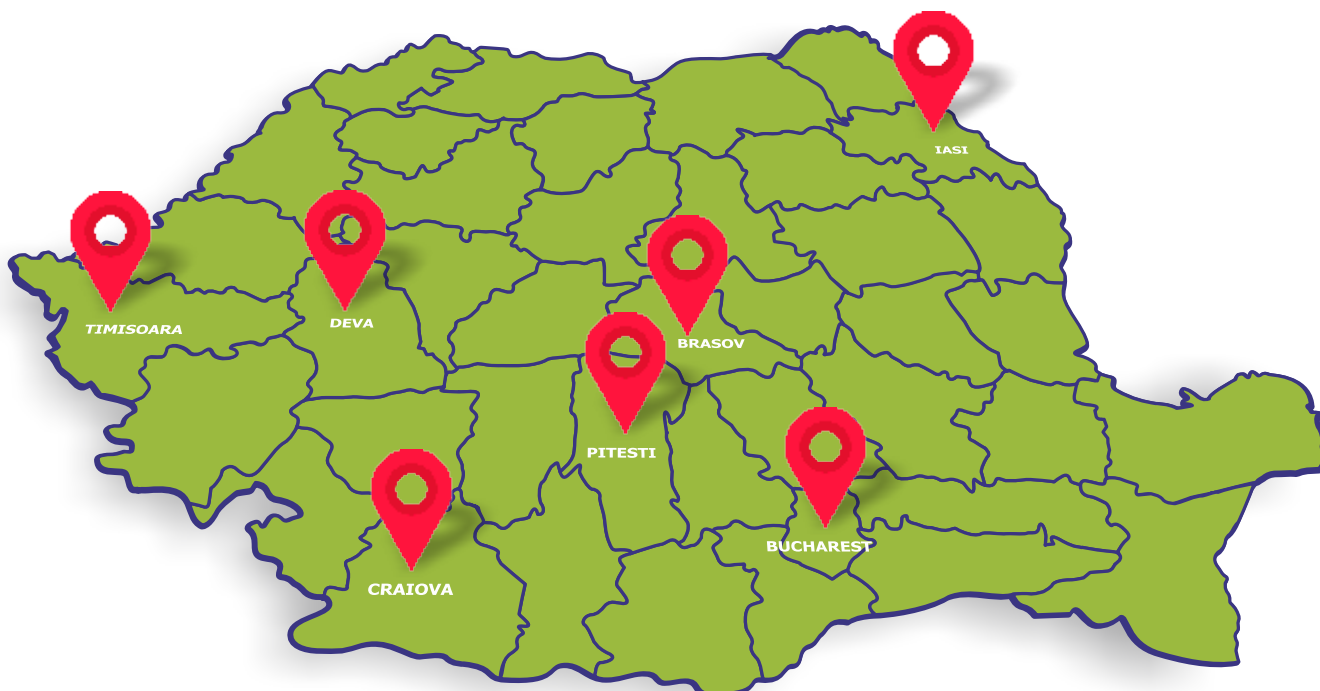 IASI
TIMISOARA
DEVA
BRASOV
PITESTI
BUCHAREST
CRAIOVA